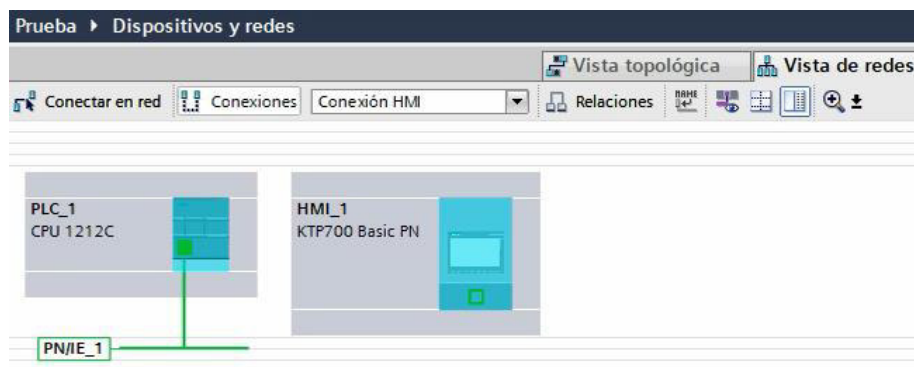 Prueba ▸ Dispositivos y redes
Vista topológica
Vista de redes
Conectar en red
Conexiones
Conexión HMI
Relaciones
NAME
PLC_1
CPU 1212C
HMI_1
KTP700 Basic PN
PN/IE_1